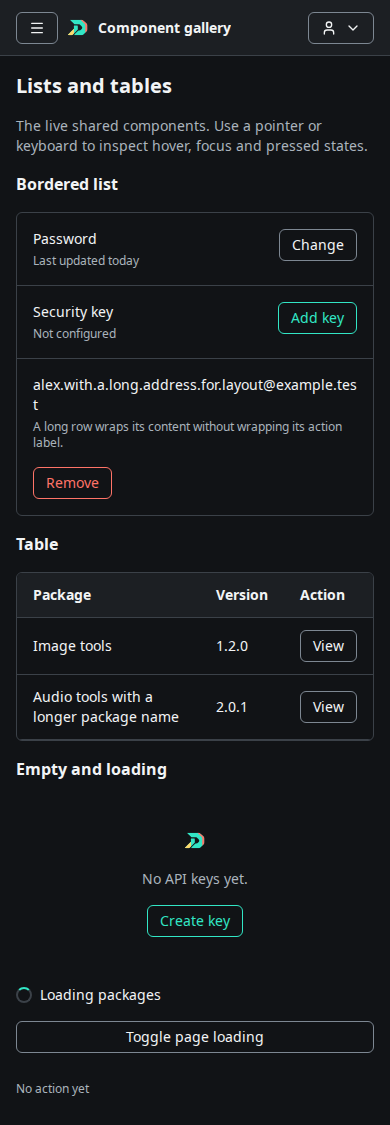 Component gallery
Lists and tables
The live shared components. Use a pointer or
keyboard to inspect hover, focus and pressed states.
Bordered list
Password
Last updated today
Change
Security key
Not configured
Add key
alex.with.a.long.address.for.layout@example.tes
t
A long row wraps its content without wrapping its action
label.
Remove
Table
Package Version Action
Image tools 1.2.0 View
Audio tools with a
longer package name 2.0.1 View
Empty and loading
No API keys yet.
Create key
Loading packages
Toggle page loading
No action yet